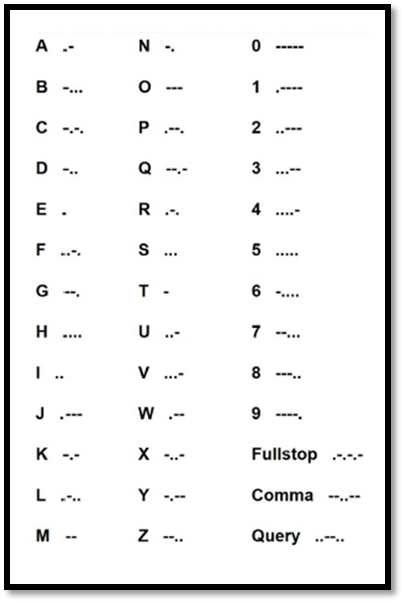 A .- N -. 0 -----
B -... O --- 1 .----
C -.-. P .--. 2 ..---
D -.. Q --.- 3 ...--
E . R .-. 4 ....-
F ..-. S ... 5 .....
G --. T - 6 -....
H .... U ..- 7 --...
I .. V ...- 8 ---..
J .--- W .-- 9 ----.
K -.- X -..- Fullstop .-.-.-
L .-.. Y -.-- Comma --..--
M -- Z --.. Query ..--..